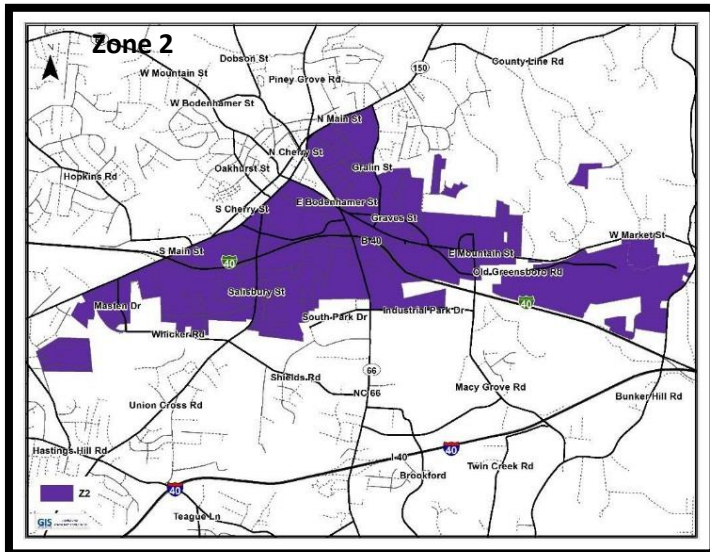 Zone 2
Dobson St
W Mountain St
Piney Grove Rd
150
County Line Rd
W Bodenhamer St
N Main St
N Cherry St
Oakhurst St
Gralin St
Hopkins Rd
E Bodenhamer St
S Cherry St
Graves St
W Market St
S Main St
B 40
E Mountain St
40
Old Greensboro Rd
Salisbury St
Masten Dr
40
South Park Dr
Industrial Park Dr
Whicker Rd
66
Shields Rd
NC 66
Macy Grove Rd
Bunker Hill Rd
Union Cross Rd
Hastings Hill Rd
I 40
40
Twin Creek Rd
Brookford
Z2
40
Teague Ln
GIS